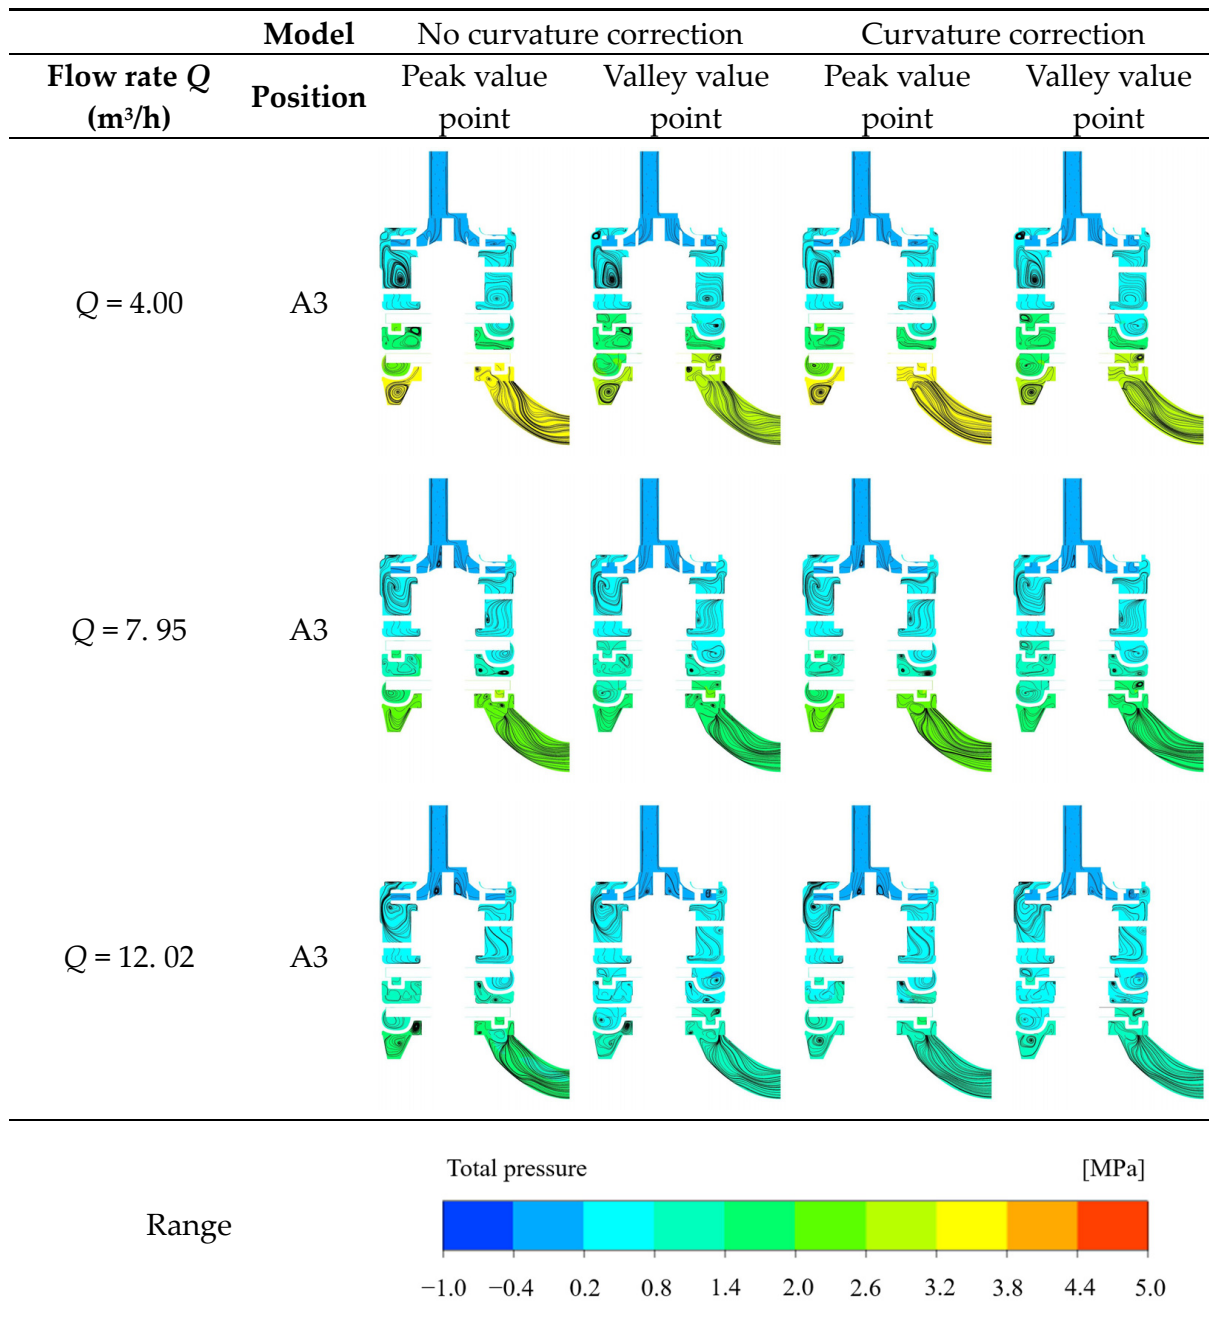 Model No curvature correction Curvature correction
Flow rate Q (m³/h) Position Peak value point Valley value point Peak value point Valley value point
Q = 4.00 A3
Q = 7. 95 A3
Q = 12. 02 A3
Total pressure [MPa]
Range
−1.0 −0.4 0.2 0.8 1.4 2.0 2.6 3.2 3.8 4.4 5.0